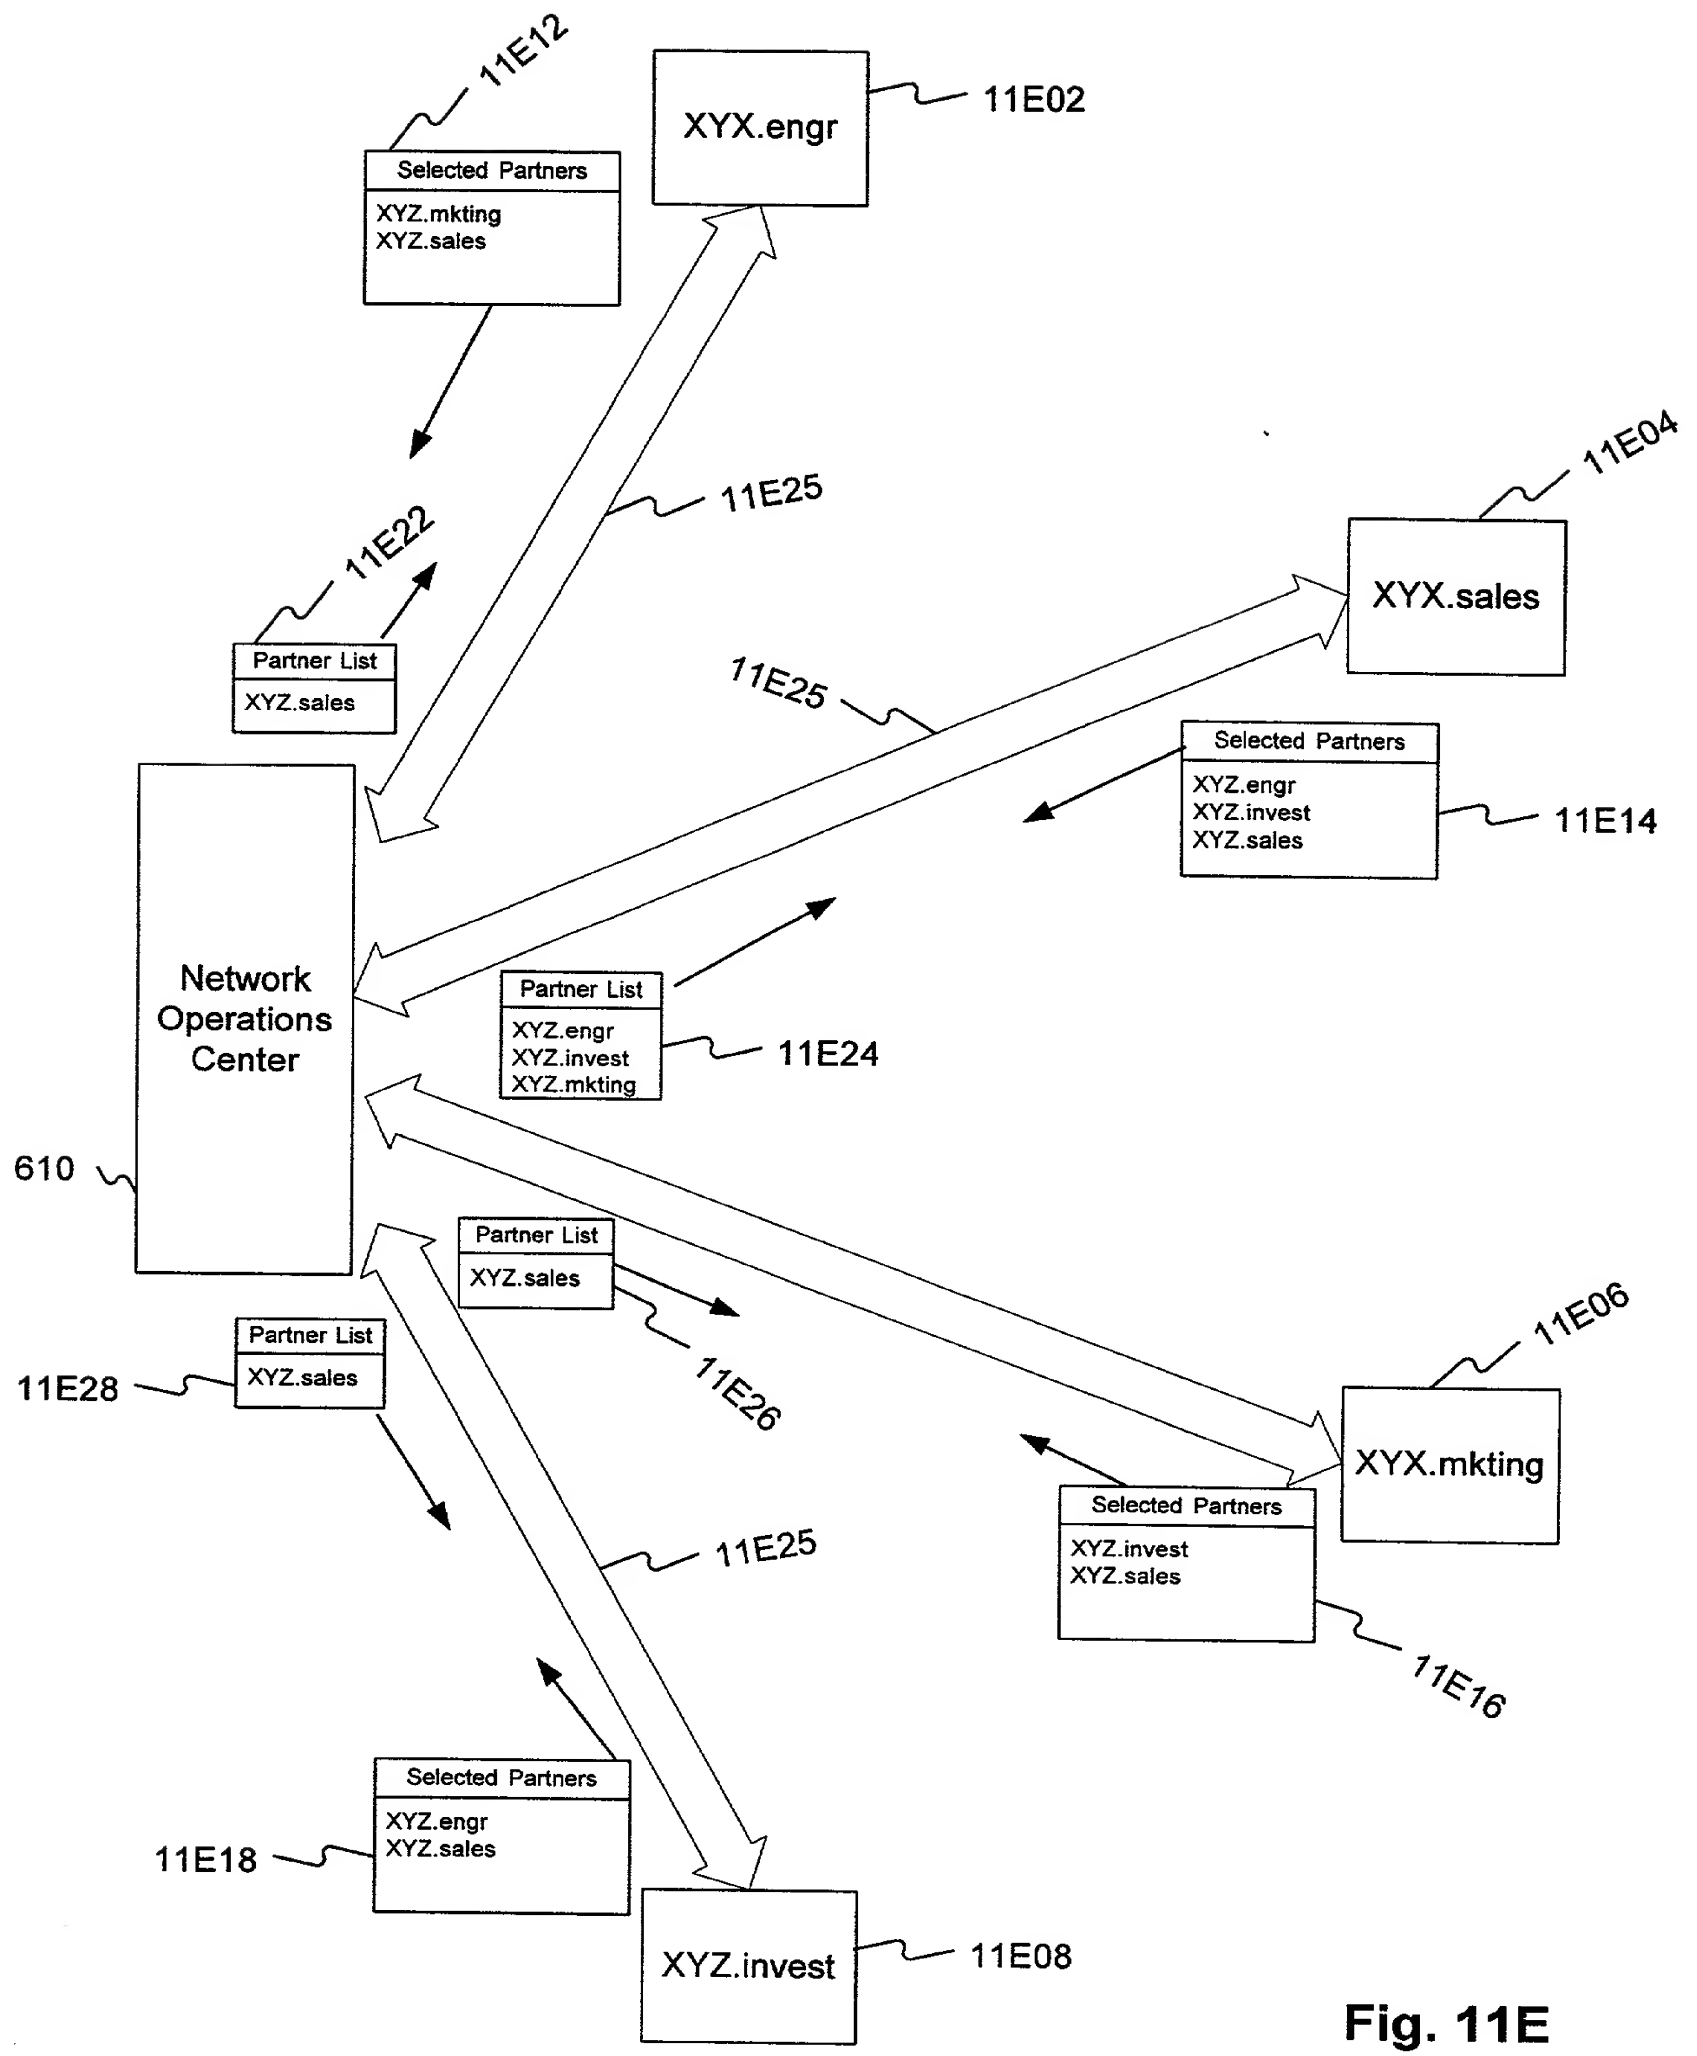 11E12
XYX.engr
11E02
Selected Partners
XYZ.mkting
XYZ.sales
11E25
11E22
Partner List
XYZ.sales
11E04
XYX.sales
11E25
Selected Partners
XYZ.engr
XYZ.invest
XYZ.sales
11E14
Network
Operations
Center
610
Partner List
XYZ.engr
XYZ.invest
XYZ.mkting
11E24
Partner List
XYZ.sales
11E26
Partner List
XYZ.sales
11E28
11E06
XYX.mkting
Selected Partners
XYZ.invest
XYZ.sales
11E16
11E25
Selected Partners
XYZ.engr
XYZ.sales
11E18
XYZ.invest
11E08
Fig. 11E